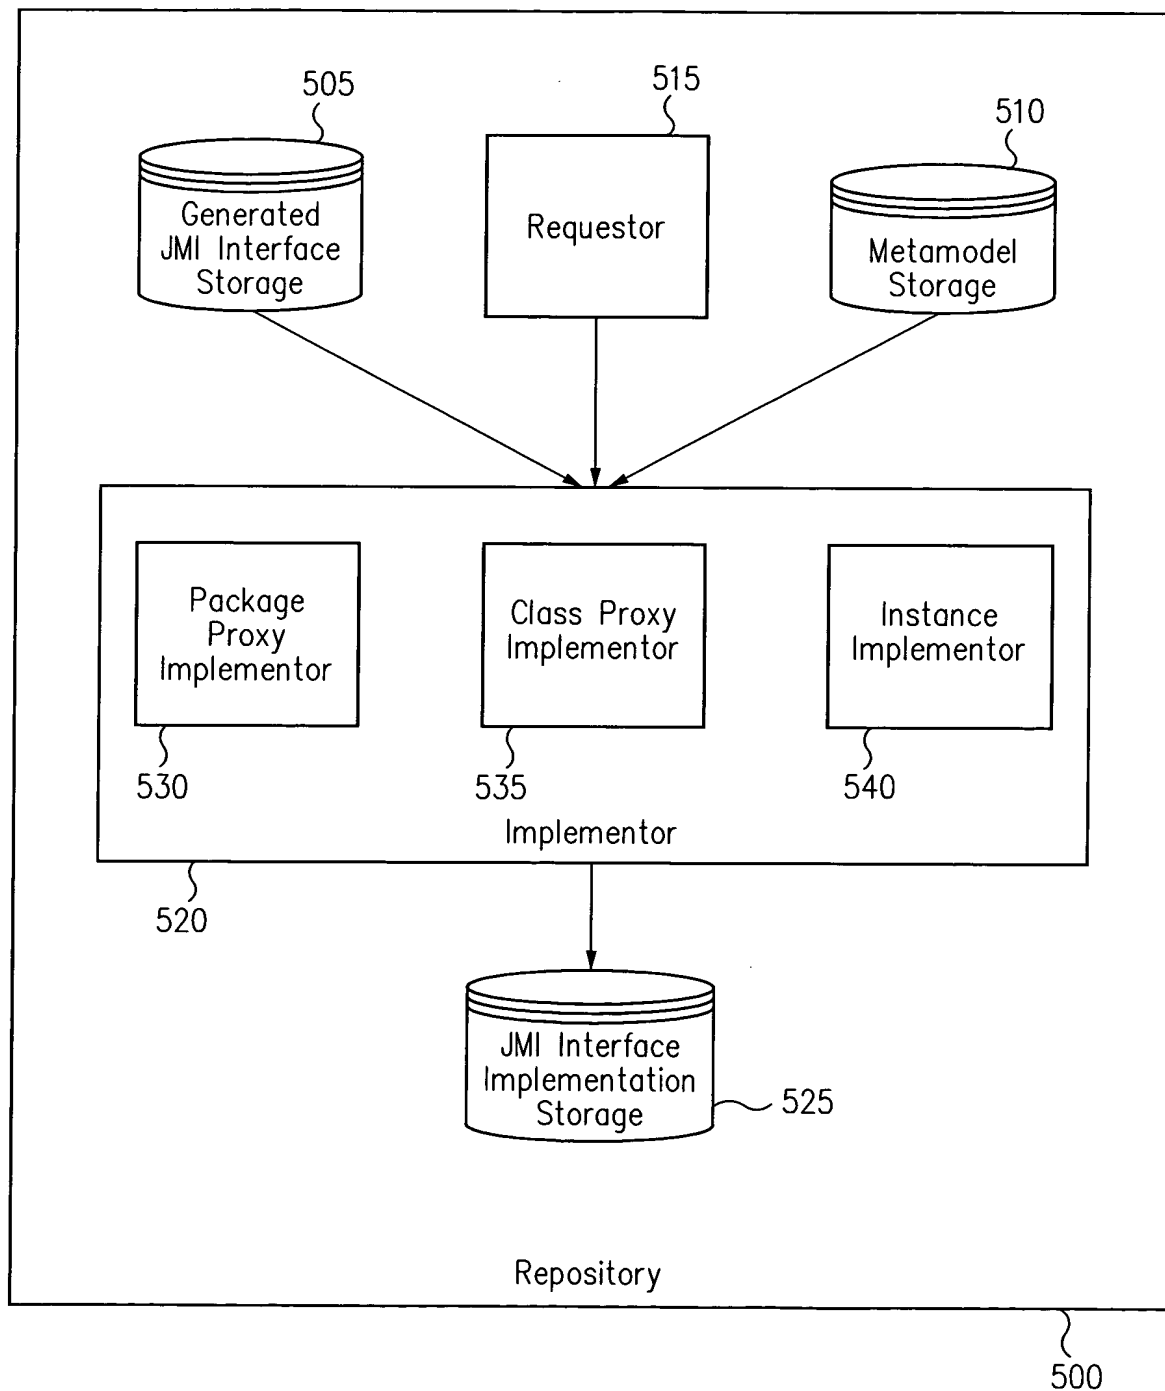 505
515
510
Generated
JMI Interface
Storage
Requestor
Metamodel
Storage
Package
Proxy
Implementor
Class Proxy
Implementor
Instance
Implementor
530
535
540
Implementor
520
JMI Interface
Implementation
Storage
525
Repository
500